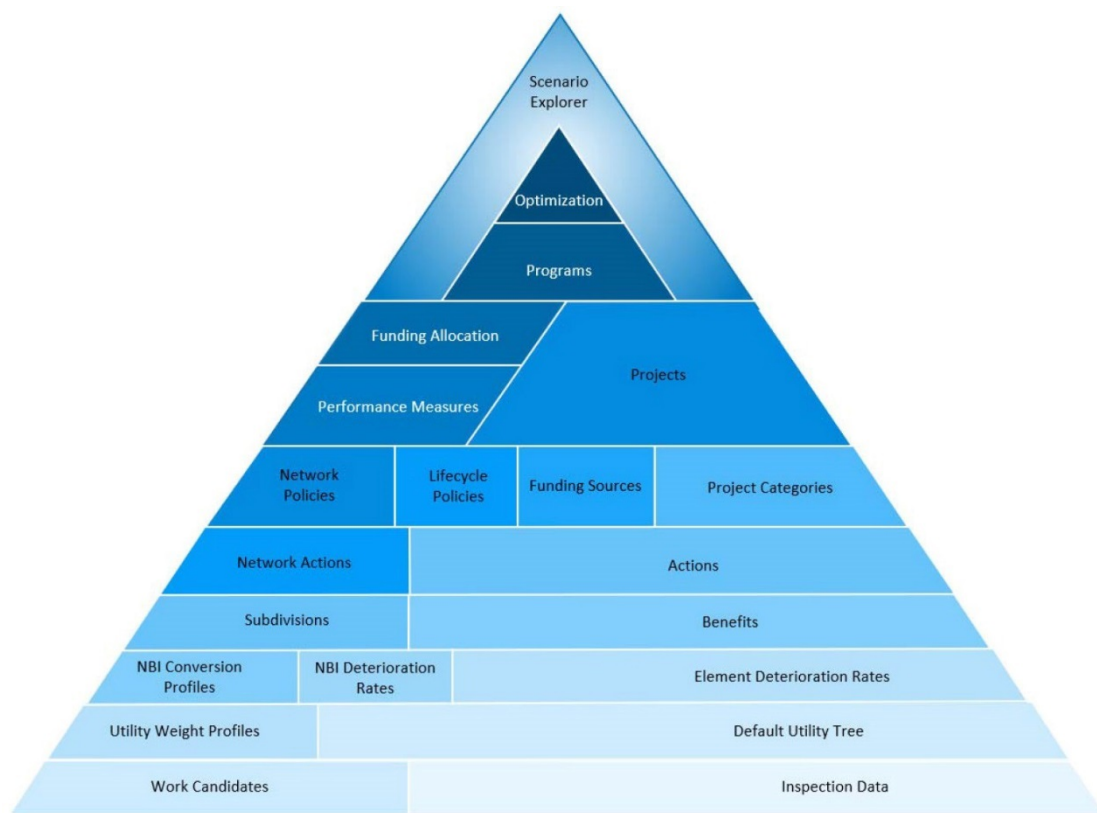 Scenario
Explorer
Optimization
Programs
Funding Allocation
Projects
Performance Measures
Network
Policies
Lifecycle
Policies
Funding Sources
Project Categories
Network Actions
Actions
Subdivisions
Benefits
NBI Conversion
Profiles
NBI Deterioration
Rates
Element Deterioration Rates
Utility Weight Profiles
Default Utility Tree
Work Candidates
Inspection Data